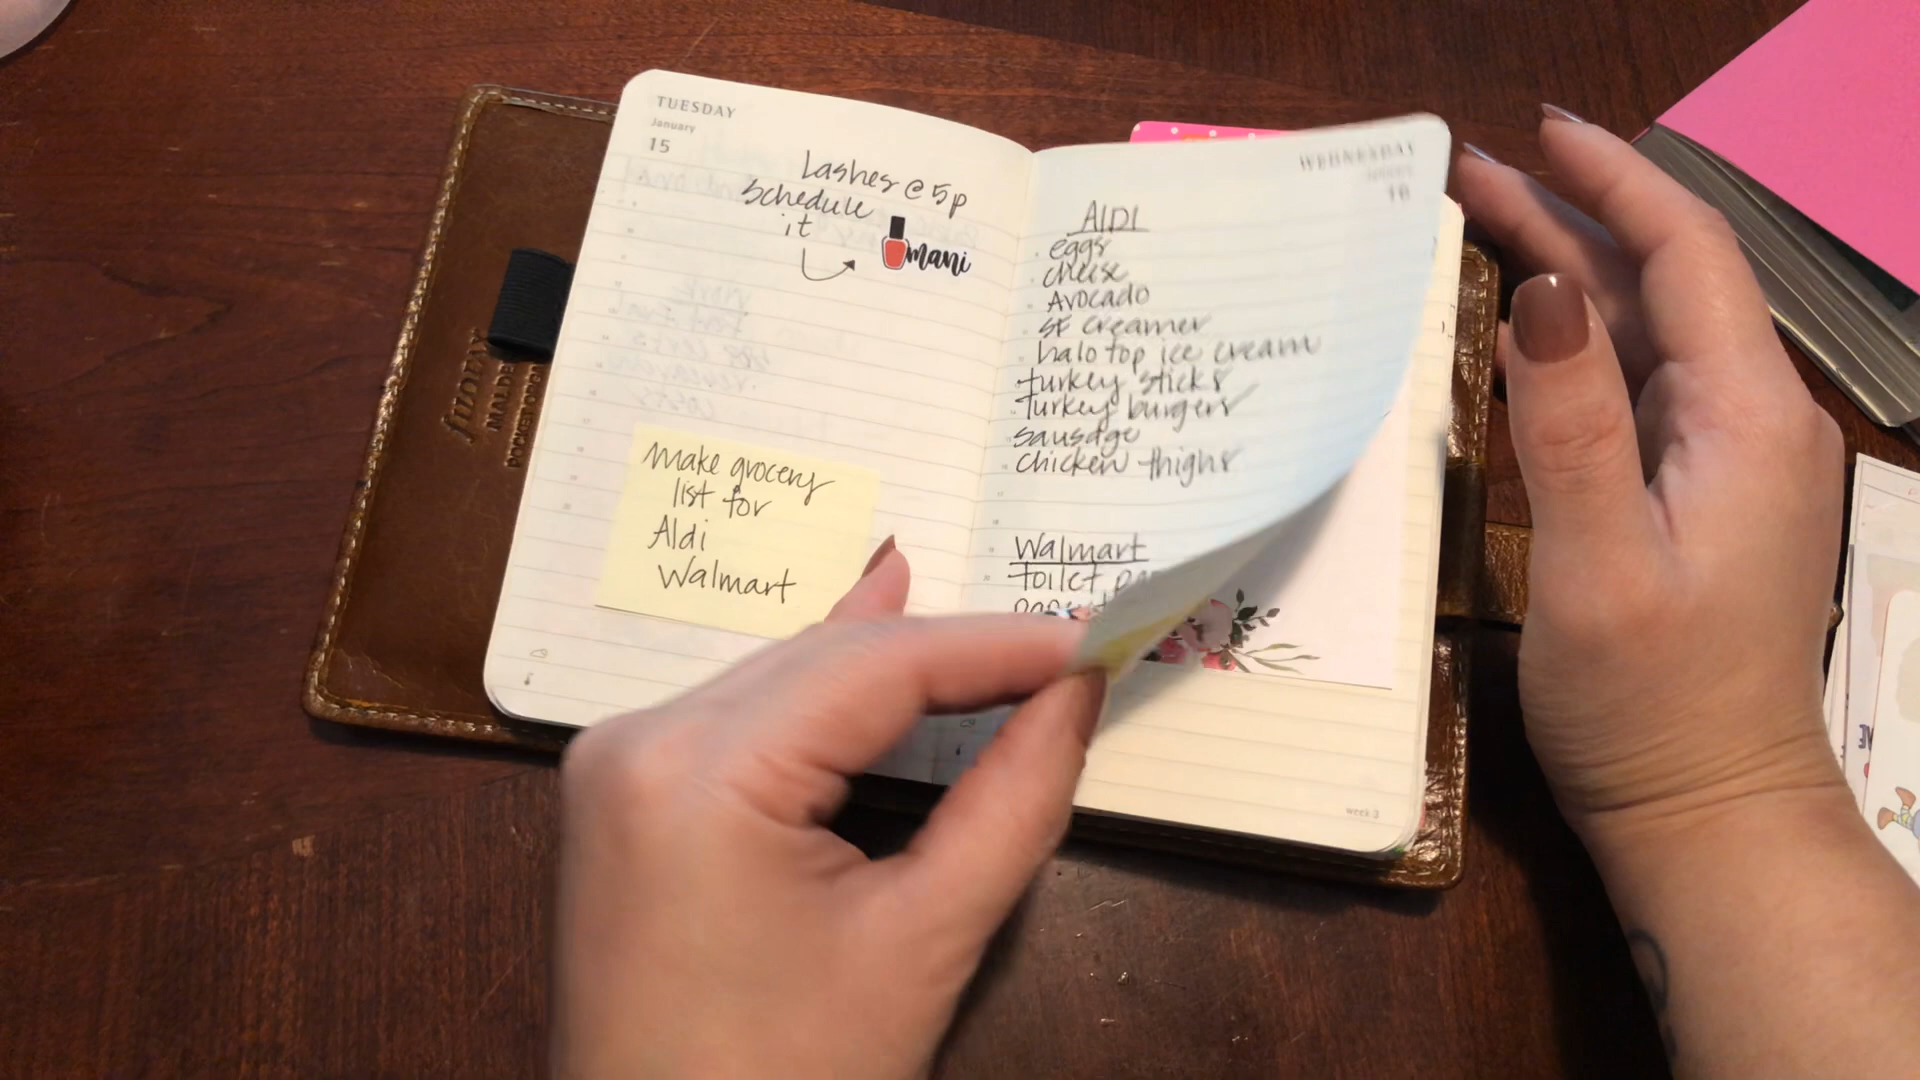 TUESDAY
January
15
Lashes @ 5p
Schedule
it
mani
make grocery
list for
Aldi
Walmart
filofax
MALDEN
WEDNESDAY
16
AlDI
eggs
cheese
Avocado
SF creamer
halo top ice cream
turkey sticks
Turkey burgers
sausage
chicken thighs
Walmart
toilet
week 3